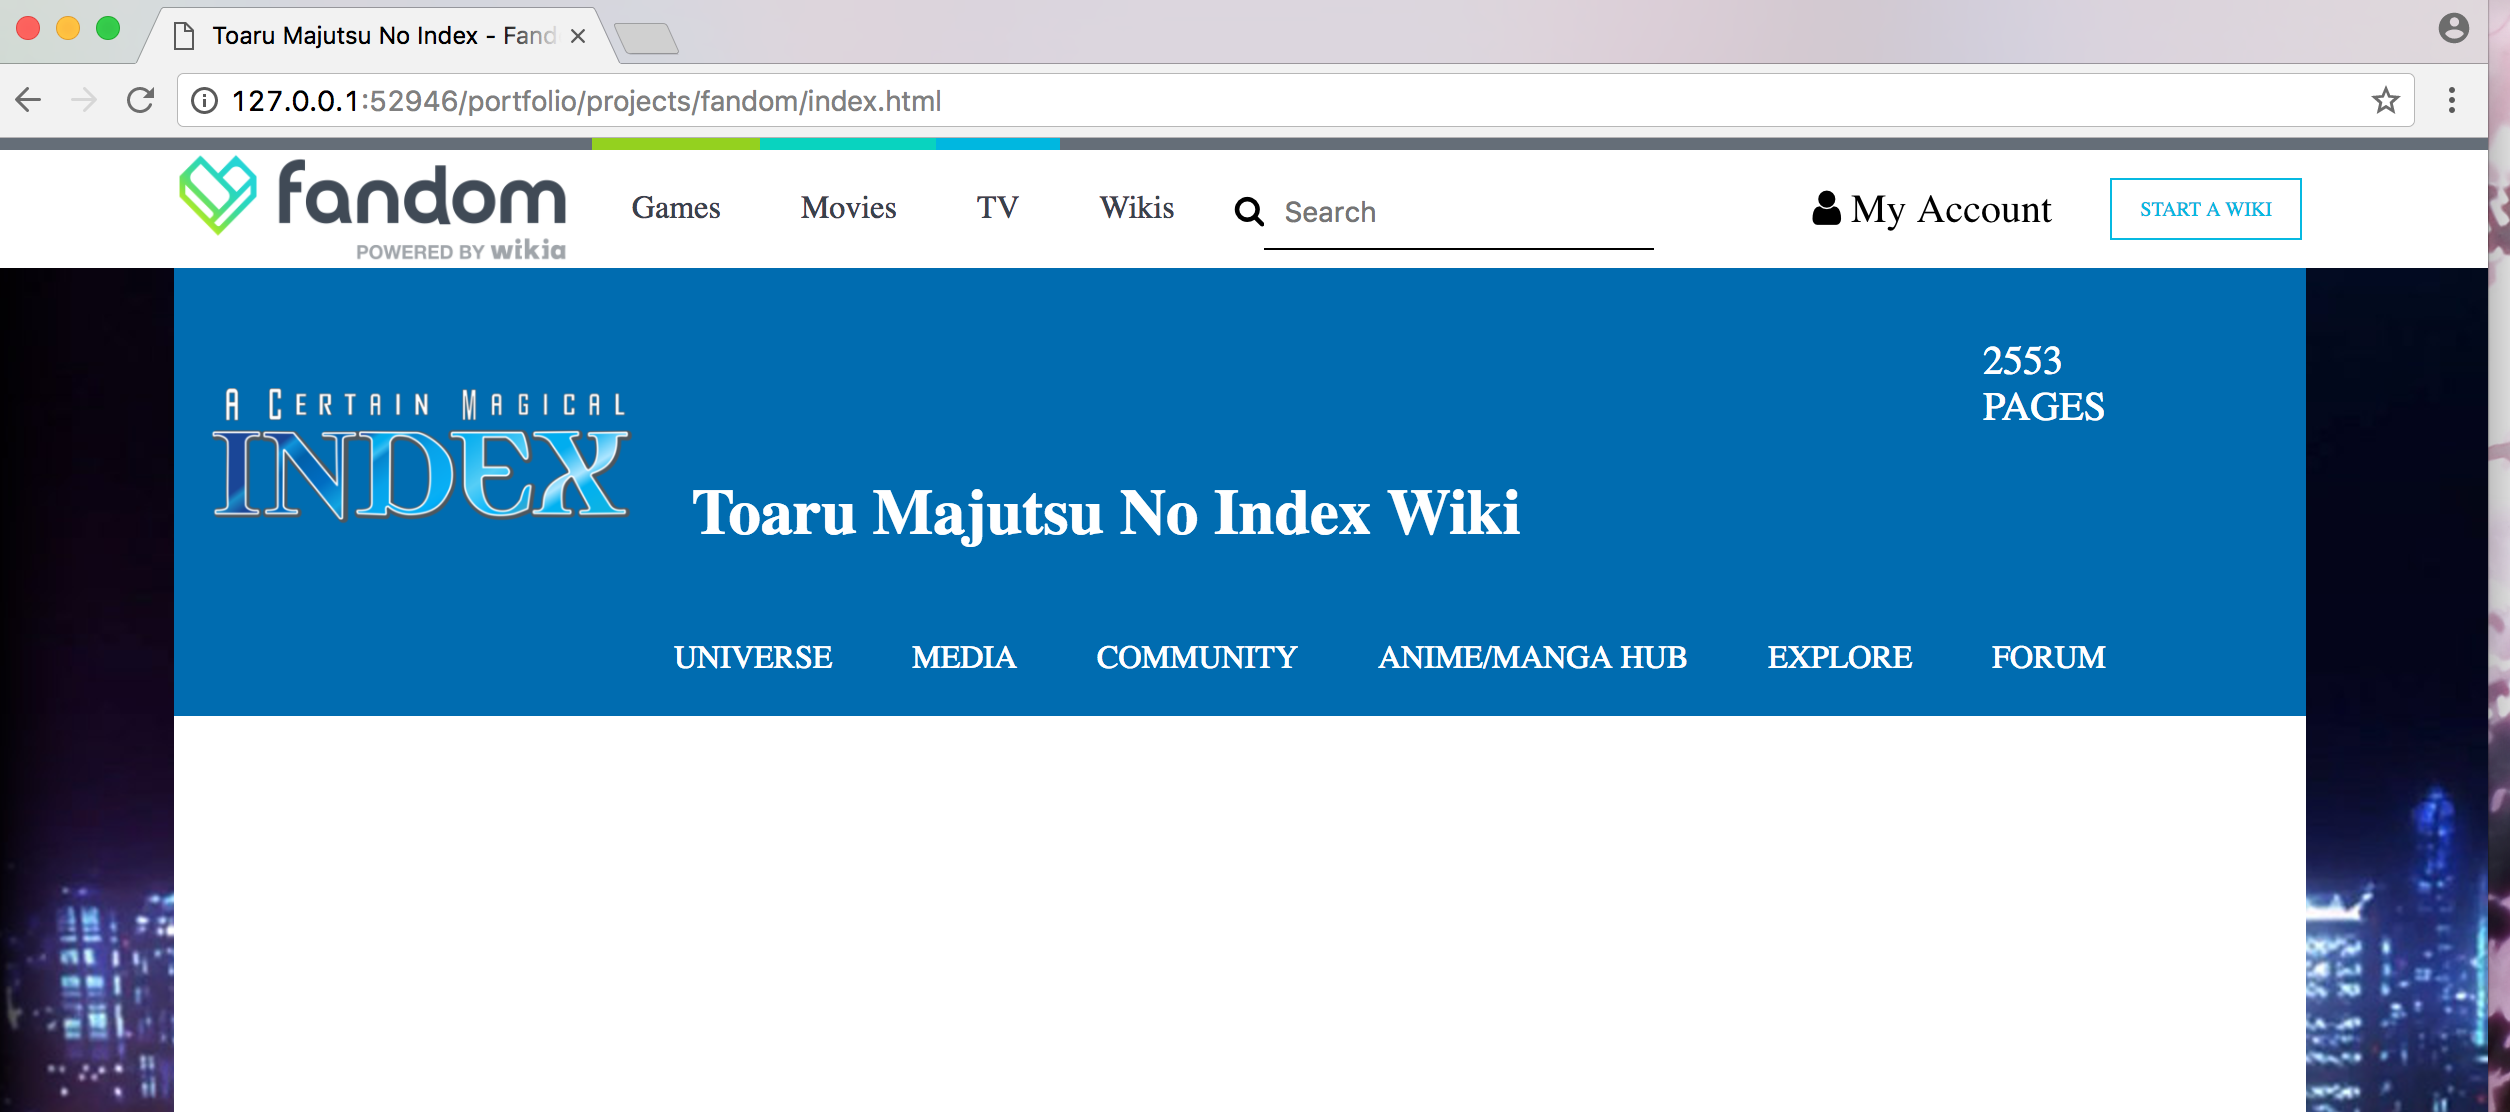 Toaru Majutsu No Index - Fand
127.0.0.1:52946/portfolio/projects/fandom/index.html
fandom
POWERED BY wikia
Games Movies TV Wikis Search My Account START A WIKI
2553
PAGES
A CERTAIN MAGICAL
INDEX
Toaru Majutsu No Index Wiki
UNIVERSE MEDIA COMMUNITY ANIME/MANGA HUB EXPLORE FORUM